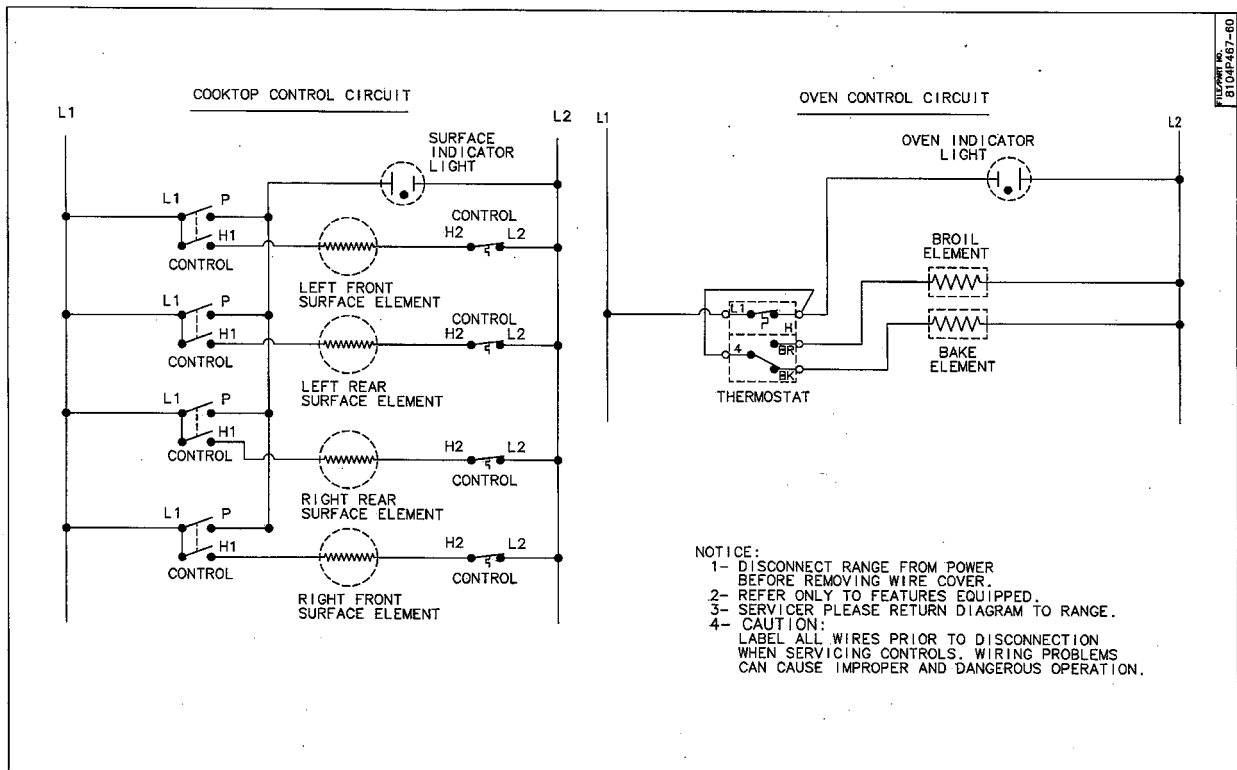 FILE/PART NO.
8104P467-60
COOKTOP CONTROL CIRCUIT
L1
L2
SURFACE
INDICATOR
LIGHT
L1
P
H1
CONTROL
LEFT FRONT
SURFACE ELEMENT
CONTROL
H2
L2
L1
P
H1
CONTROL
LEFT REAR
SURFACE ELEMENT
CONTROL
H2
L2
L1
P
H1
CONTROL
RIGHT REAR
SURFACE ELEMENT
H2
L2
CONTROL
L1
P
H1
CONTROL
RIGHT FRONT
SURFACE ELEMENT
H2
L2
CONTROL
OVEN CONTROL CIRCUIT
L1
L2
OVEN INDICATOR
LIGHT
BROIL
ELEMENT
L1
H
4
BR
BK
THERMOSTAT
BAKE
ELEMENT
NOTICE:
1- DISCONNECT RANGE FROM POWER
BEFORE REMOVING WIRE COVER.
2- REFER ONLY TO FEATURES EQUIPPED.
3- SERVICER PLEASE RETURN DIAGRAM TO RANGE.
4- CAUTION:
LABEL ALL WIRES PRIOR TO DISCONNECTION
WHEN SERVICING CONTROLS. WIRING PROBLEMS
CAN CAUSE IMPROPER AND DANGEROUS OPERATION.